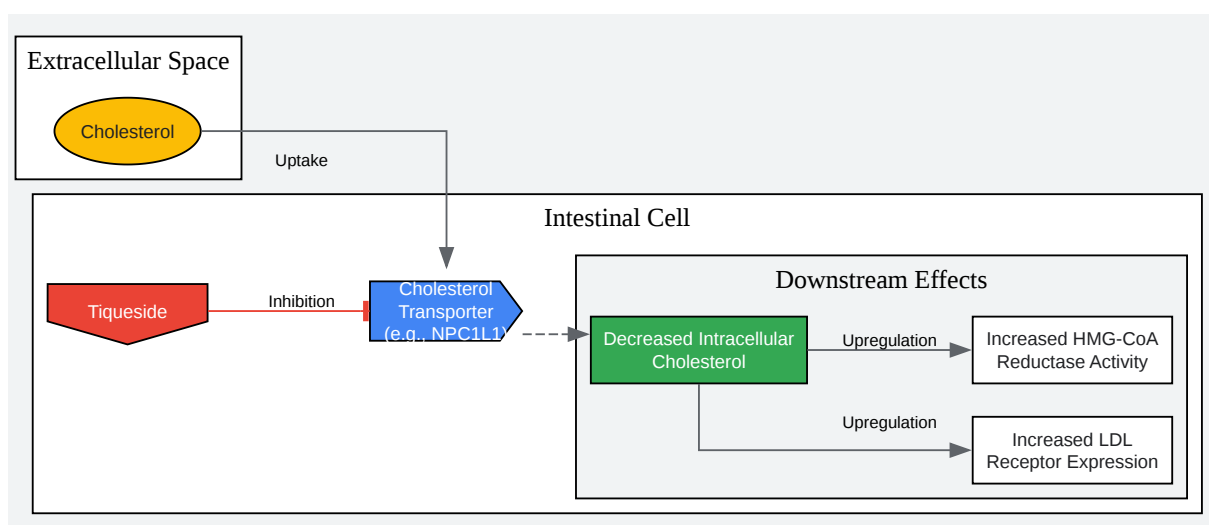 Extracellular Space
Cholesterol
Uptake
Intestinal Cell
Tiqueside
Inhibition
Cholesterol
Transporter
(e.g., NPC1L1)
Downstream Effects
Decreased Intracellular
Cholesterol
Upregulation
Increased HMG-CoA
Reductase Activity
Upregulation
Increased LDL
Receptor Expression